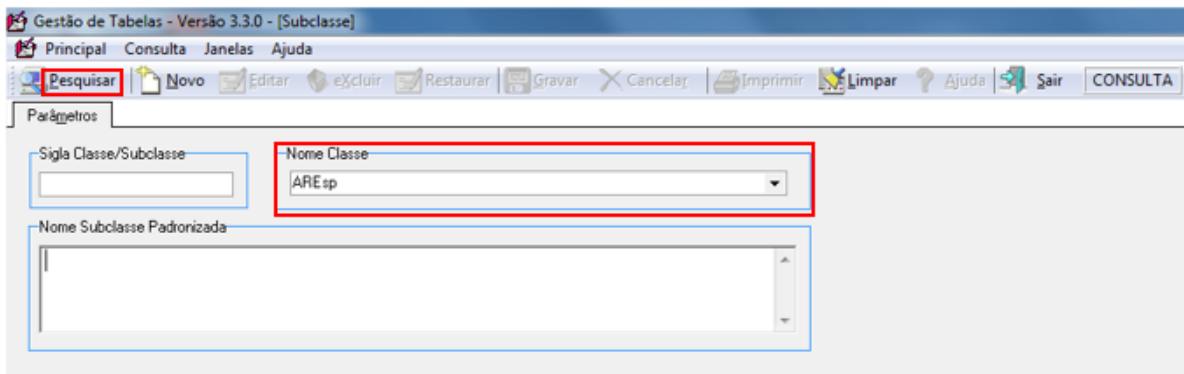 Gestão de Tabelas - Versão 3.3.0 - [Subclasse]
Principal Consulta Janelas Ajuda
Pesquisar Novo Editar eXcluir Restaurar Gravar Cancelar Imprimir Limpar Ajuda Sair CONSULTA
Parâmetros
Sigla Classe/Subclasse Nome Classe
AREsp
Nome Subclasse Padronizada